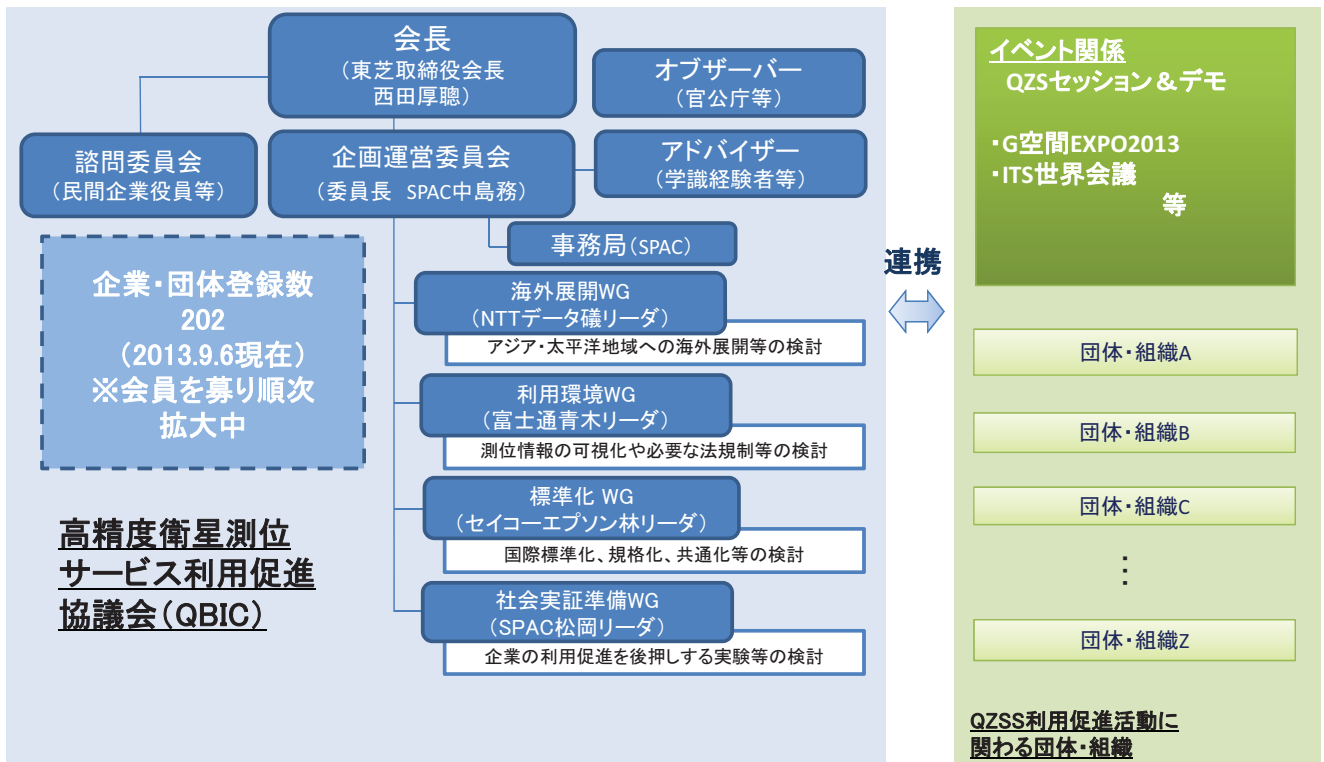 会長
(東芝取締役会長
西田厚聰)
オブザーバー
(官公庁等)
諮問委員会
(民間企業役員等)
企画運営委員会
(委員長 SPAC中島務)
アドバイザー
(学識経験者等)
事務局(SPAC)
企業・団体登録数
202
(2013.9.6現在)
※会員を募り順次
拡大中
海外展開WG
(NTTデータ礒リーダ)
アジア・太平洋地域への海外展開等の検討
利用環境WG
(富士通青木リーダ)
測位情報の可視化や必要な法規制等の検討
標準化 WG
(セイコーエプソン林リーダ)
国際標準化、規格化、共通化等の検討
社会実証準備WG
(SPAC松岡リーダ)
企業の利用促進を後押しする実験等の検討
高精度衛星測位
サービス利用促進
協議会(QBIC)
連携
イベント関係
QZSセッション&デモ
・G空間EXPO2013
・ITS世界会議
等
団体・組織A
団体・組織B
団体・組織C
⋮
団体・組織Z
QZSS利用促進活動に
関わる団体・組織